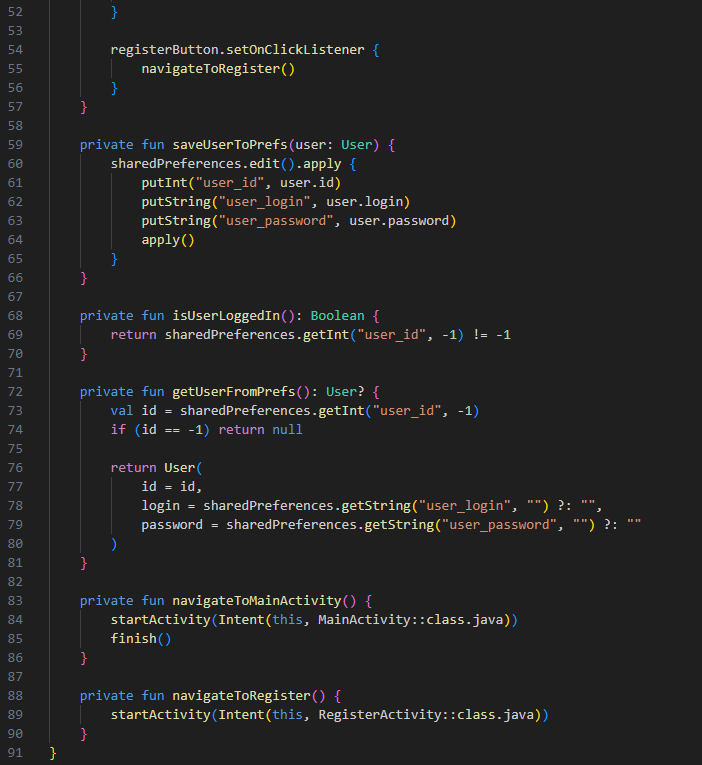 52         }
53
54         registerButton.setOnClickListener {
55             navigateToRegister()
56         }
57     }
58
59     private fun saveUserToPrefs(user: User) {
60         sharedPreferences.edit().apply {
61             putInt("user_id", user.id)
62             putString("user_login", user.login)
63             putString("user_password", user.password)
64             apply()
65         }
66     }
67
68     private fun isUserLoggedIn(): Boolean {
69         return sharedPreferences.getInt("user_id", -1) != -1
70     }
71
72     private fun getUserFromPrefs(): User? {
73         val id = sharedPreferences.getInt("user_id", -1)
74         if (id == -1) return null
75
76         return User(
77             id = id,
78             login = sharedPreferences.getString("user_login", "") ?: "",
79             password = sharedPreferences.getString("user_password", "") ?: ""
80         )
81     }
82
83     private fun navigateToMainActivity() {
84         startActivity(Intent(this, MainActivity::class.java))
85         finish()
86     }
87
88     private fun navigateToRegister() {
89         startActivity(Intent(this, RegisterActivity::class.java))
90     }
91 }